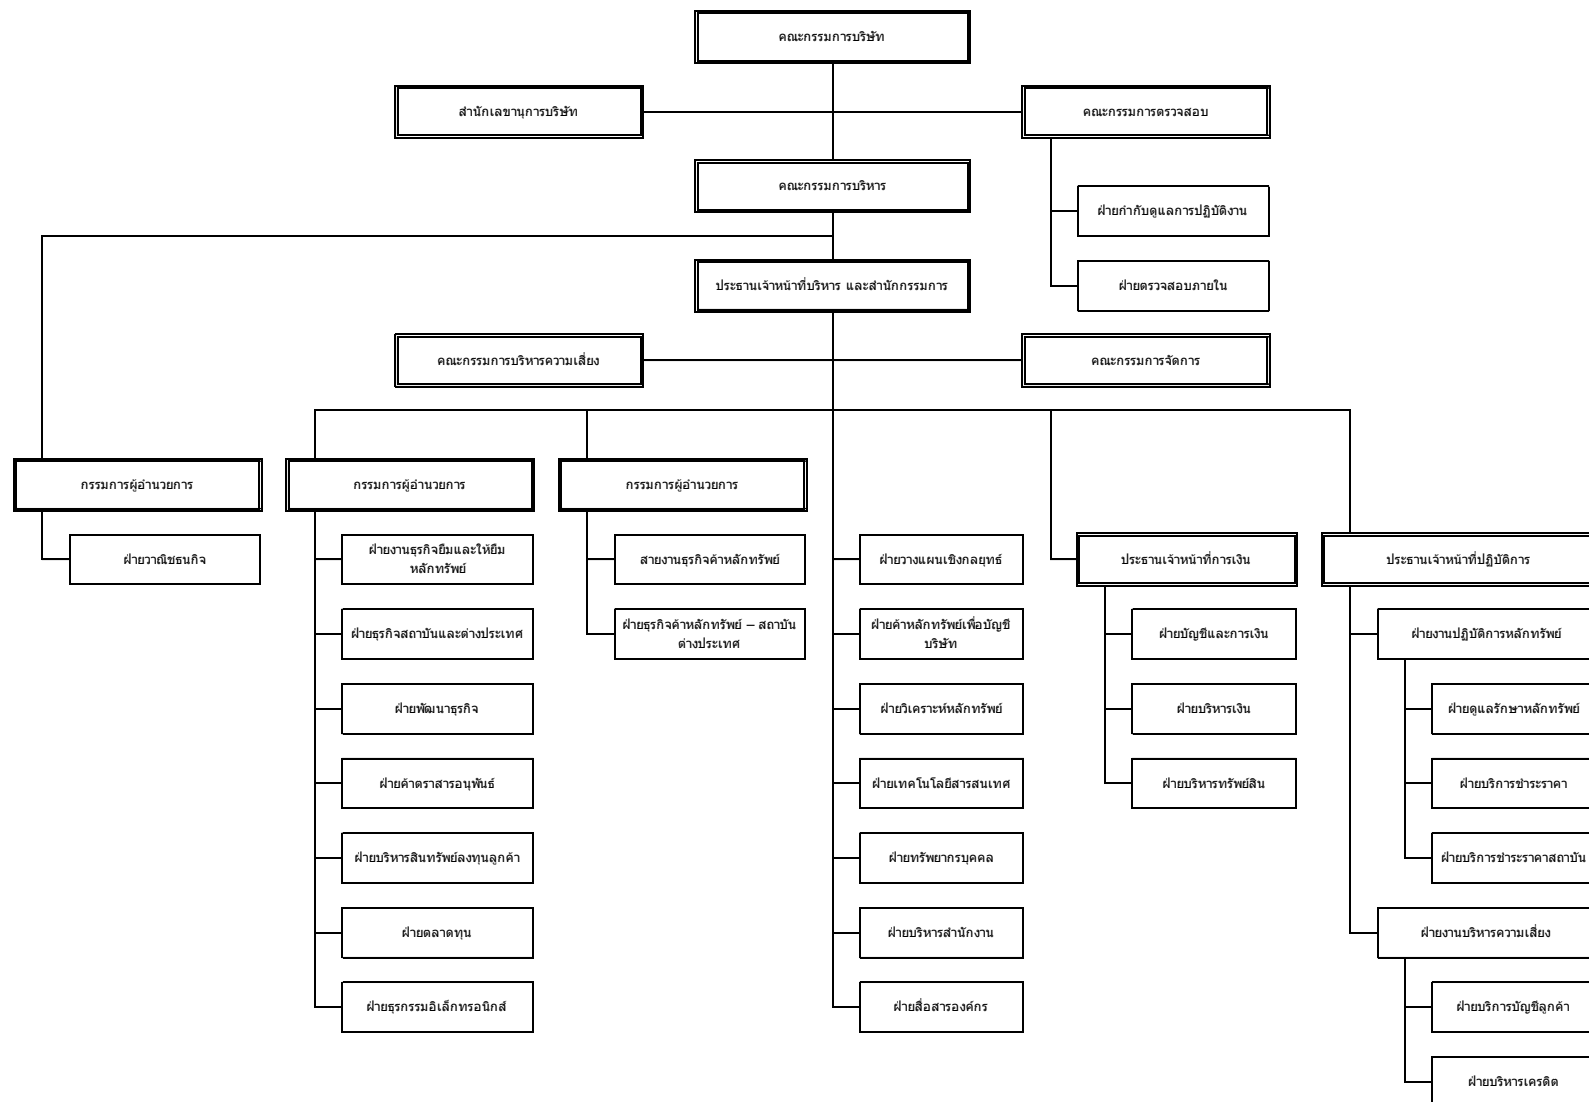 คณะกรรมการบริษัท
สำนักเลขานุการบริษัท
คณะกรรมการตรวจสอบ
คณะกรรมการบริหาร
ฝ่ายกำกับดูแลการปฏิบัติงาน
ประธานเจ้าหน้าที่บริหาร และสำนักกรรมการ
ฝ่ายตรวจสอบภายใน
คณะกรรมการบริหารความเสี่ยง
คณะกรรมการจัดการ
กรรมการผู้อำนวยการ
กรรมการผู้อำนวยการ
กรรมการผู้อำนวยการ
ฝ่ายวาณิชธนกิจ
ฝ่ายงานธุรกิจยืมและให้ยืม
หลักทรัพย์
สายงานธุรกิจค้าหลักทรัพย์
ฝ่ายวางแผนเชิงกลยุทธ์
ประธานเจ้าหน้าที่การเงิน
ประธานเจ้าหน้าที่ปฏิบัติการ
ฝ่ายธุรกิจสถาบันและต่างประเทศ
ฝ่ายธุรกิจค้าหลักทรัพย์ – สถาบัน
ต่างประเทศ
ฝ่ายค้าหลักทรัพย์เพื่อบัญชี
บริษัท
ฝ่ายบัญชีและการเงิน
ฝ่ายงานปฏิบัติการหลักทรัพย์
ฝ่ายพัฒนาธุรกิจ
ฝ่ายวิเคราะห์หลักทรัพย์
ฝ่ายบริหารเงิน
ฝ่ายดูแลรักษาหลักทรัพย์
ฝ่ายค้าตราสารอนุพันธ์
ฝ่ายเทคโนโลยีสารสนเทศ
ฝ่ายบริหารทรัพย์สิน
ฝ่ายบริการชำระราคา
ฝ่ายบริหารสินทรัพย์ลงทุนลูกค้า
ฝ่ายทรัพยากรบุคคล
ฝ่ายบริการชำระราคาสถาบัน
ฝ่ายตลาดทุน
ฝ่ายบริหารสำนักงาน
ฝ่ายงานบริหารความเสี่ยง
ฝ่ายธุรกรรมอิเล็กทรอนิกส์
ฝ่ายสื่อสารองค์กร
ฝ่ายบริการบัญชีลูกค้า
ฝ่ายบริหารเครดิต